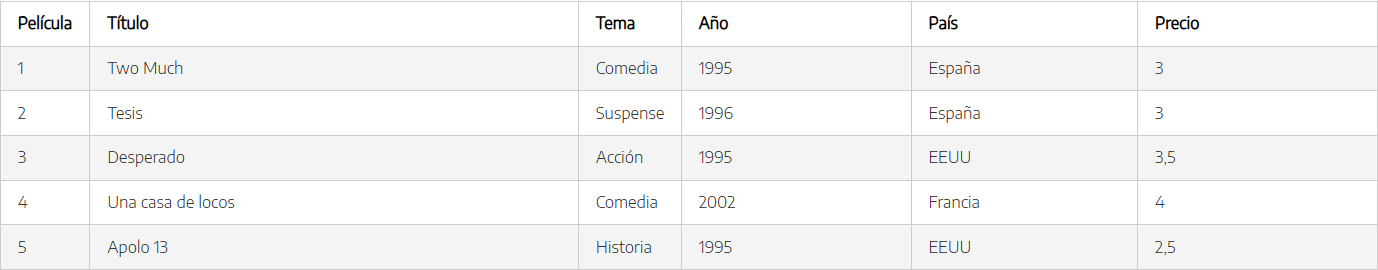 Película Título Tema Año País Precio
1 Two Much Comedia 1995 España 3
2 Tesis Suspense 1996 España 3
3 Desperado Acción 1995 EEUU 3,5
4 Una casa de locos Comedia 2002 Francia 4
5 Apolo 13 Historia 1995 EEUU 2,5